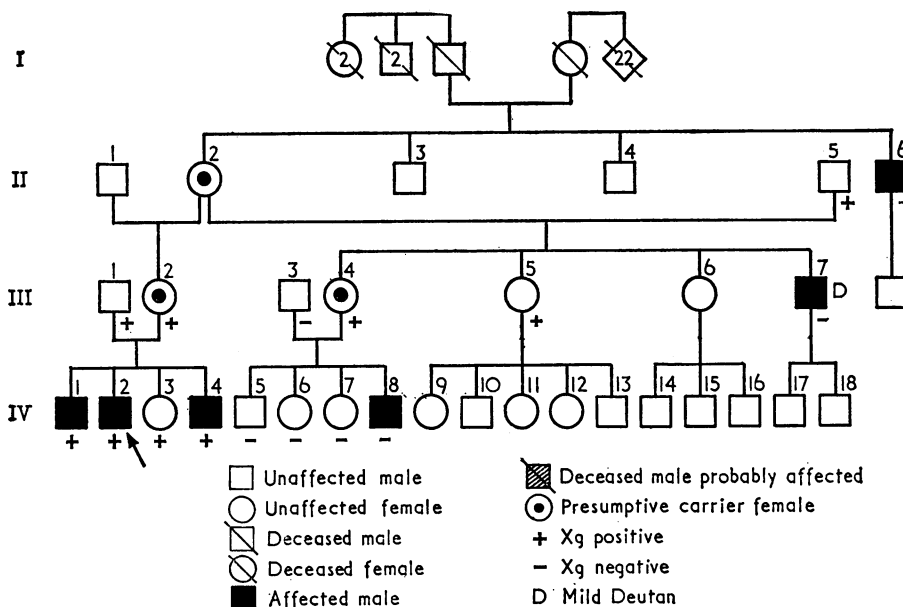 I
2 2 22
1 2 3 4 5 6
II
+ -
1 2 3 4 5 6 7
III D
+ + - + + -
1 2 3 4 5 6 7 8 9 10 11 12 13 14 15 16 17 18
IV
+ + + + - - - -
Unaffected male
Unaffected female
Deceased male
Deceased female
Affected male
Deceased male probably affected
Presumptive carrier female
+ Xg positive
- Xg negative
D Mild Deutan